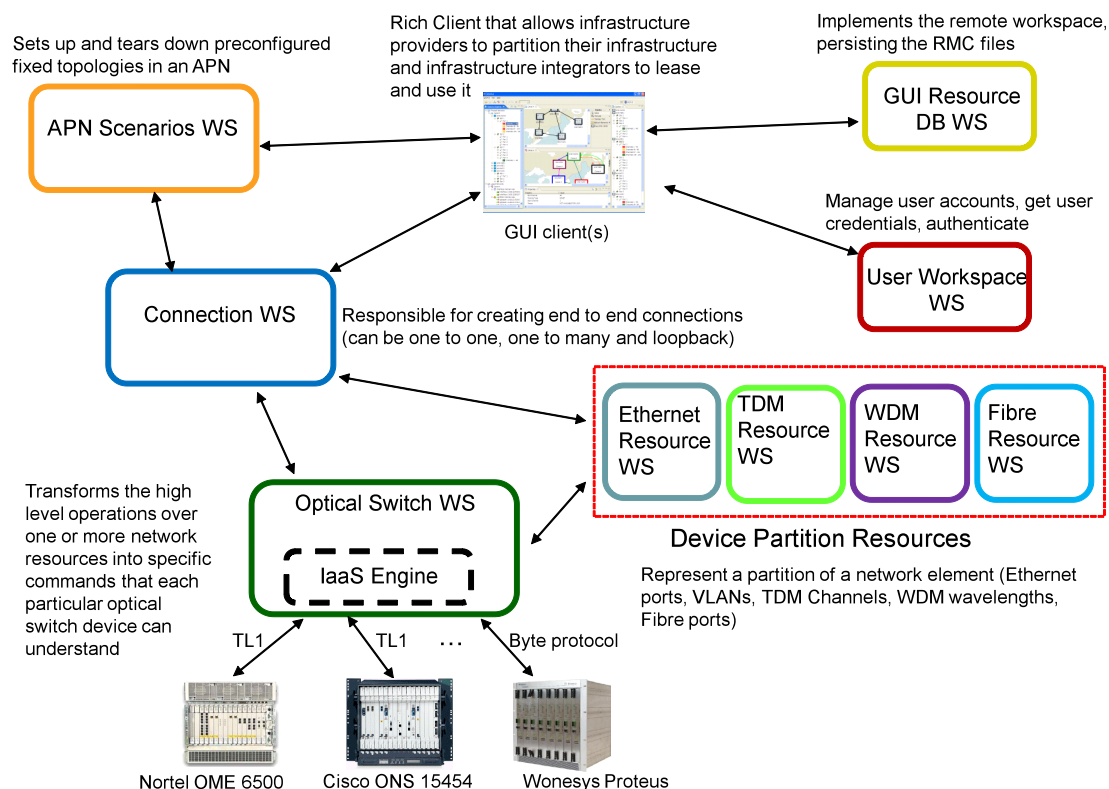 Sets up and tears down preconfigured
fixed topologies in an APN
APN Scenarios WS
Rich Client that allows infrastructure
providers to partition their infrastructure
and infrastructure integrators to lease
and use it
GUI client(s)
Implements the remote workspace,
persisting the RMC files
GUI Resource
DB WS
Manage user accounts, get user
credentials, authenticate
User Workspace
WS
Connection WS
Responsible for creating end to end connections
(can be one to one, one to many and loopback)
Ethernet
Resource
WS
TDM
Resource
WS
WDM
Resource
WS
Fibre
Resource
WS
Device Partition Resources
Represent a partition of a network element (Ethernet
ports, VLANs, TDM Channels, WDM wavelengths,
Fibre ports)
Transforms the high
level operations over
one or more network
resources into specific
commands that each
particular optical
switch device can
understand
Optical Switch WS
IaaS Engine
TL1
TL1
...
Byte protocol
Nortel OME 6500
Cisco ONS 15454
Wonesys Proteus